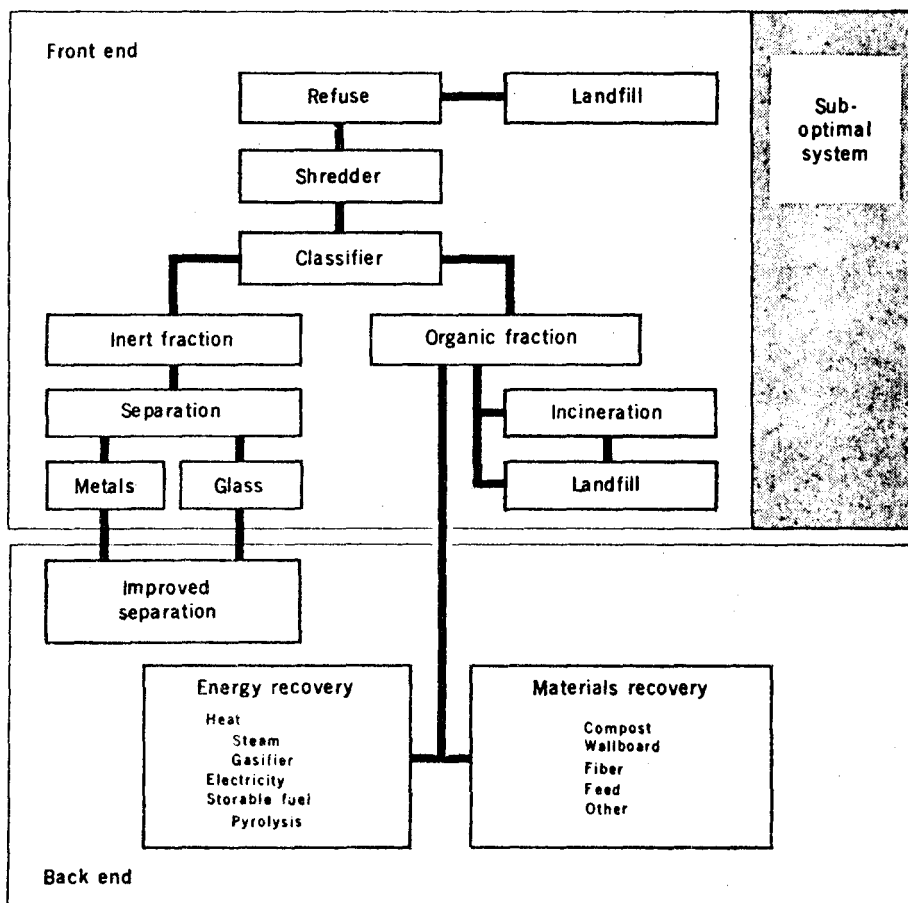 Front end
Refuse
Landfill
Sub-
optimal
system
Shredder
Classifier
Inert fraction
Organic fraction
Separation
Incineration
Metals
Glass
Landfill
Improved
separation
Energy recovery
Heat
Steam
Gasifier
Electricity
Storable fuel
Pyrolysis
Materials recovery
Compost
Wallboard
Fiber
Feed
Other
Back end